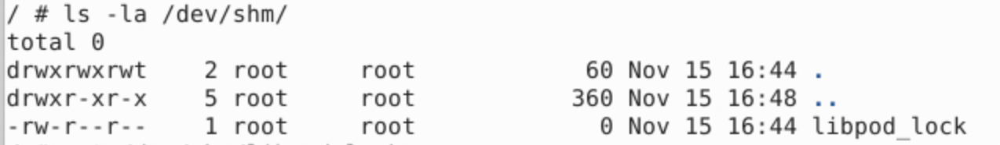 / # ls -la /dev/shm/
total 0
drwxrwxrwt    2 root     root            60 Nov 15 16:44 .
drwxr-xr-x    5 root     root           360 Nov 15 16:48 ..
-rw-r--r--    1 root     root             0 Nov 15 16:44 libpod_lock